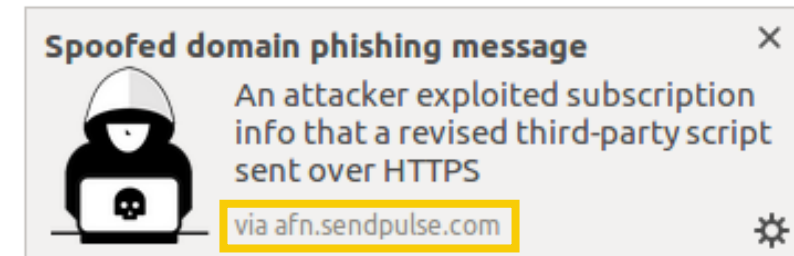 Spoofed domain phishing message
An attacker exploited subscription
info that a revised third-party script
sent over HTTPS
via afn.sendpulse.com